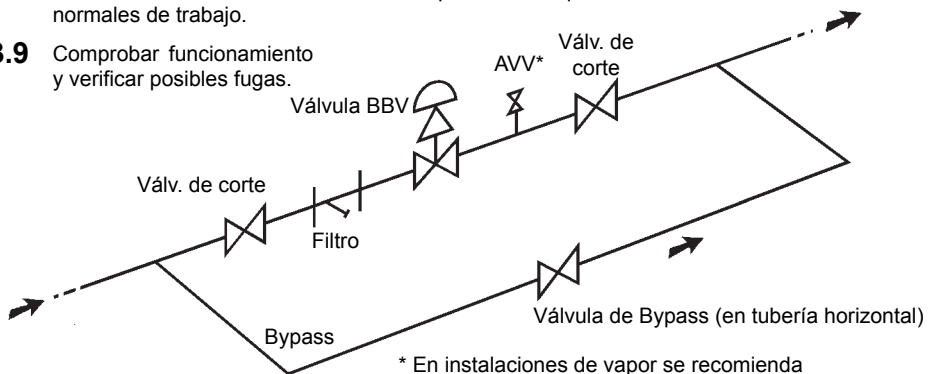 normales de trabajo.
3.9 Comprobar funcionamiento
y verificar posibles fugas.
Válvula BBV
AVV*
Válv. de
corte
Válv. de corte
Filtro
Bypass
Válvula de Bypass (en tubería horizontal)
* En instalaciones de vapor se recomienda